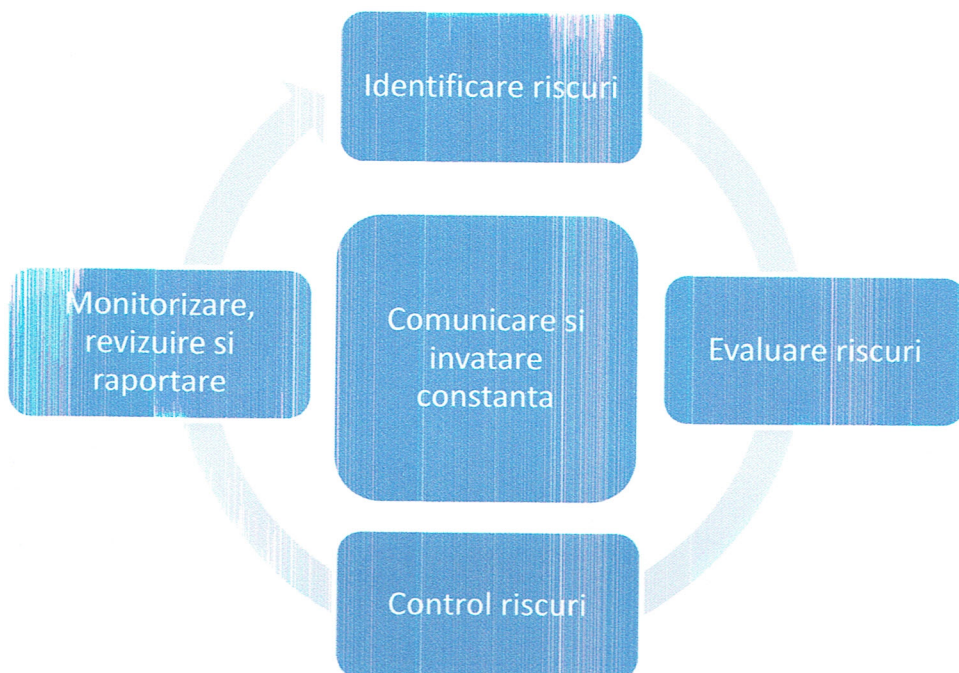 Identificare riscuri
Monitorizare,
revizuire si
raportare
Comunicare si
invatare
constanta
Evaluare riscuri
Control riscuri